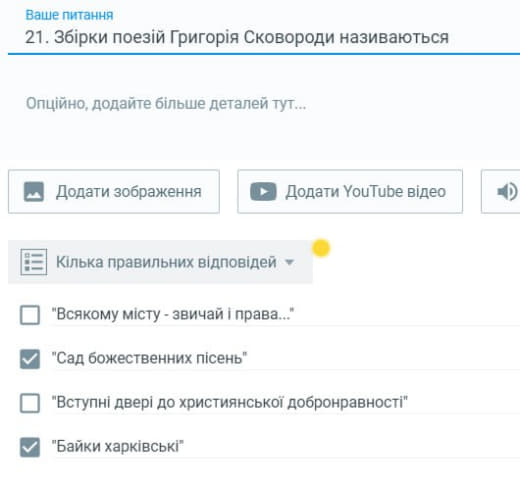 Ваше питання
21. Збірки поезій Григорія Сковороди називаються
Опційно, додайте більше деталей тут...
Додати зображення
Додати YouTube відео
Кілька правильних відповідей
"Всякому місту - звичай і права..."
"Сад божественних пісень"
"Вступні двері до християнської добронравності"
"Байки харківські"